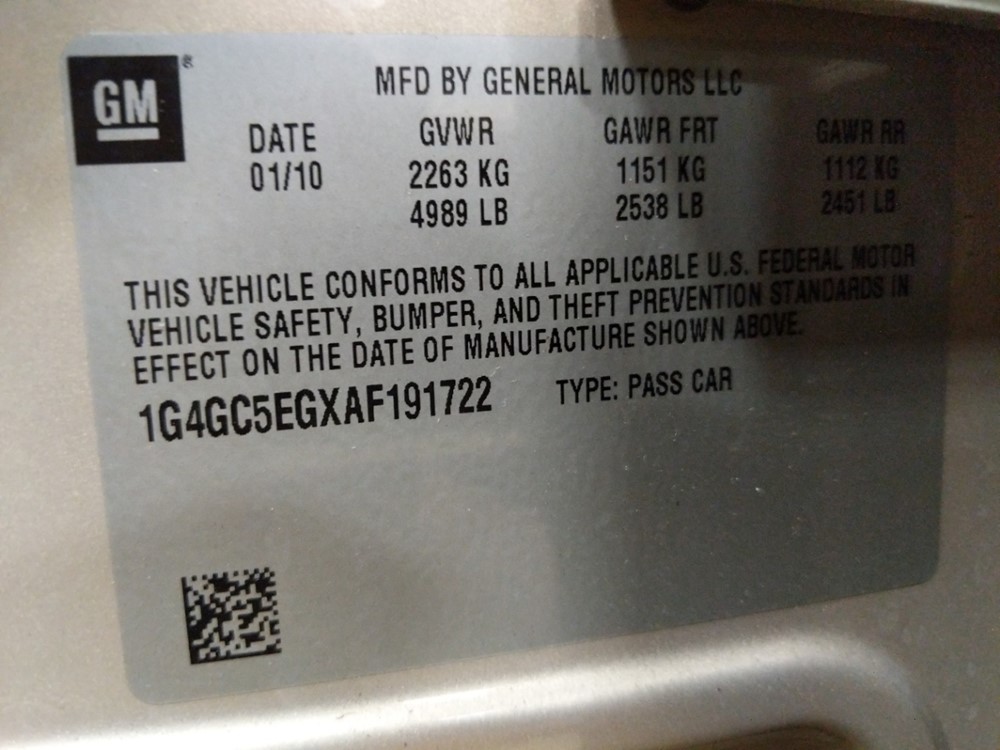 GM®
MFD BY GENERAL MOTORS LLC
DATE GVWR GAWR FRT GAWR RR
01/10 2263 KG 1151 KG 1112 KG
4989 LB 2538 LB 2451 LB
THIS VEHICLE CONFORMS TO ALL APPLICABLE U.S. FEDERAL MOTOR
VEHICLE SAFETY, BUMPER, AND THEFT PREVENTION STANDARDS IN
EFFECT ON THE DATE OF MANUFACTURE SHOWN ABOVE.
1G4GC5EGXAF191722 TYPE: PASS CAR